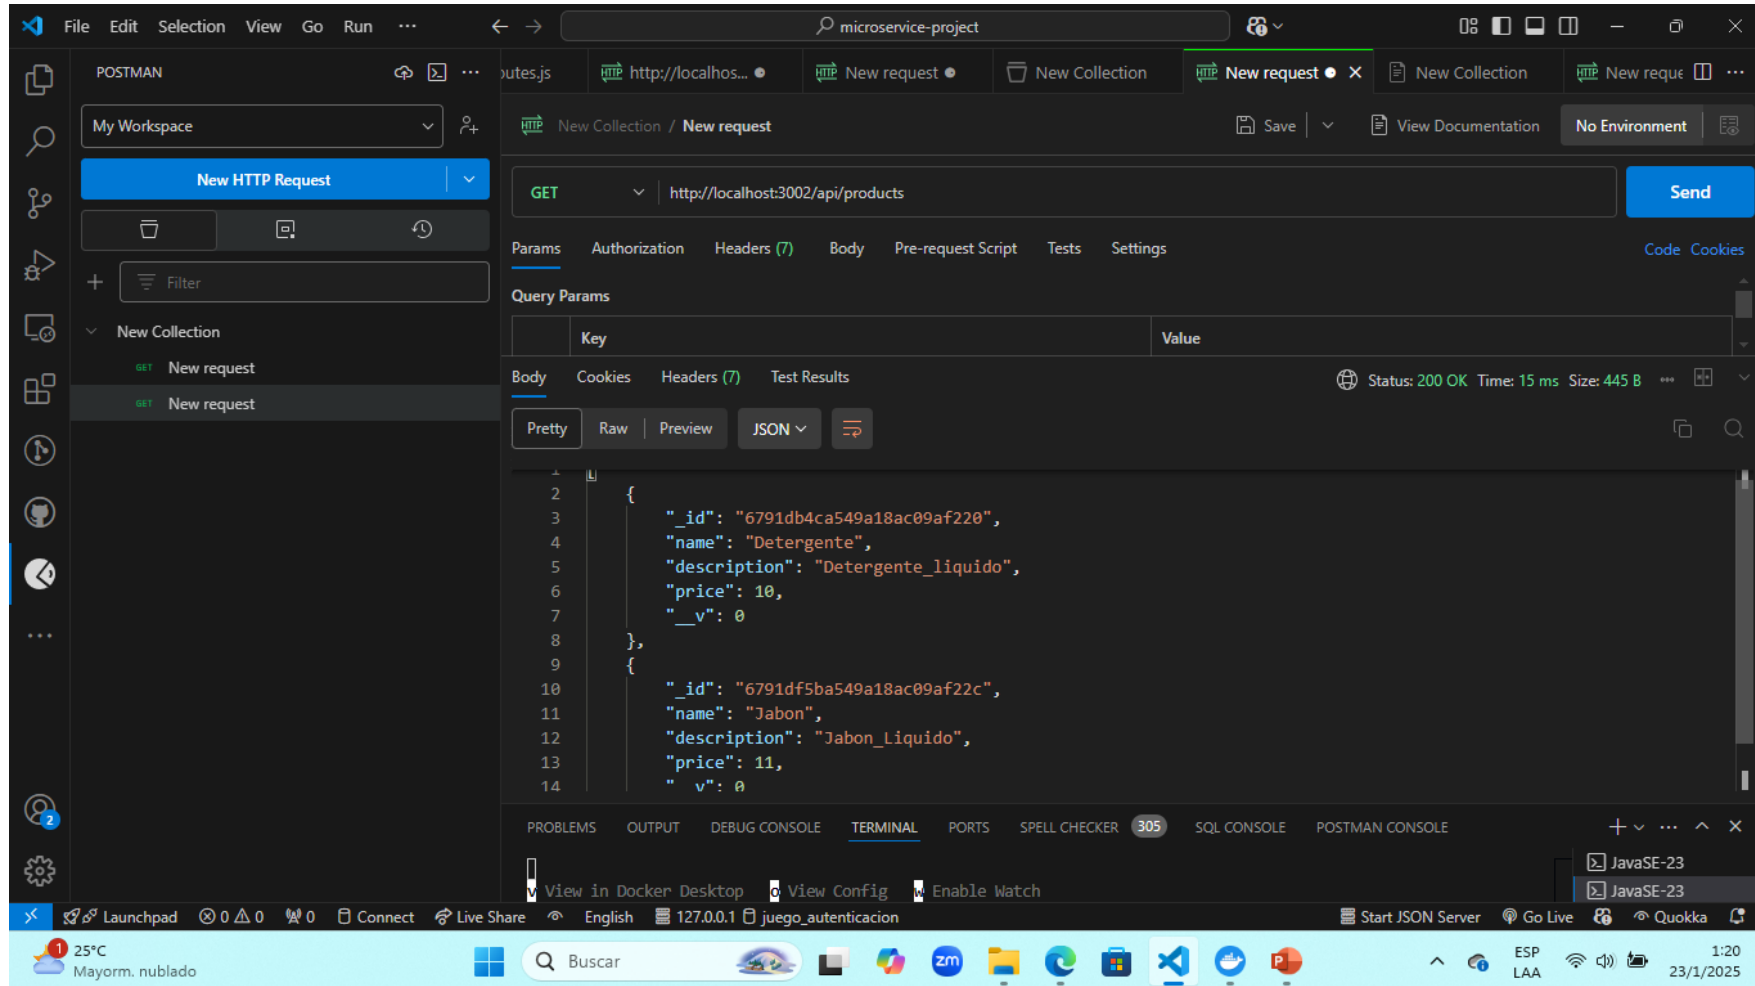 File Edit Selection View Go Run ··· microservice-project
POSTMAN
outes.js http://localhos... New request New Collection New request New Collection New reque
My Workspace
New Collection / New request Save View Documentation No Environment
New HTTP Request
GET http://localhost:3002/api/products Send
Params Authorization Headers (7) Body Pre-request Script Tests Settings Code Cookies
Filter
Query Params
Key Value
New Collection
GET New request
GET New request
Body Cookies Headers (7) Test Results Status: 200 OK Time: 15 ms Size: 445 B
Pretty Raw Preview JSON
1 [
2 {
3 "_id": "6791db4ca549a18ac09af220",
4 "name": "Detergente",
5 "description": "Detergente_liquido",
6 "price": 10,
7 "__v": 0
8 },
9 {
10 "_id": "6791df5ba549a18ac09af22c",
11 "name": "Jabon",
12 "description": "Jabon_Liquido",
13 "price": 11,
14 "__v": 0
PROBLEMS OUTPUT DEBUG CONSOLE TERMINAL PORTS SPELL CHECKER 305 SQL CONSOLE POSTMAN CONSOLE
JavaSE-23
v View in Docker Desktop o View Config w Enable Watch
JavaSE-23
2
Launchpad 0 0 0 Connect Live Share English 127.0.0.1 juego_autenticacion Start JSON Server Go Live Quokka
1 25°C
Mayorm. nublado
Buscar
zm
P
ESP
LAA
1:20
23/1/2025